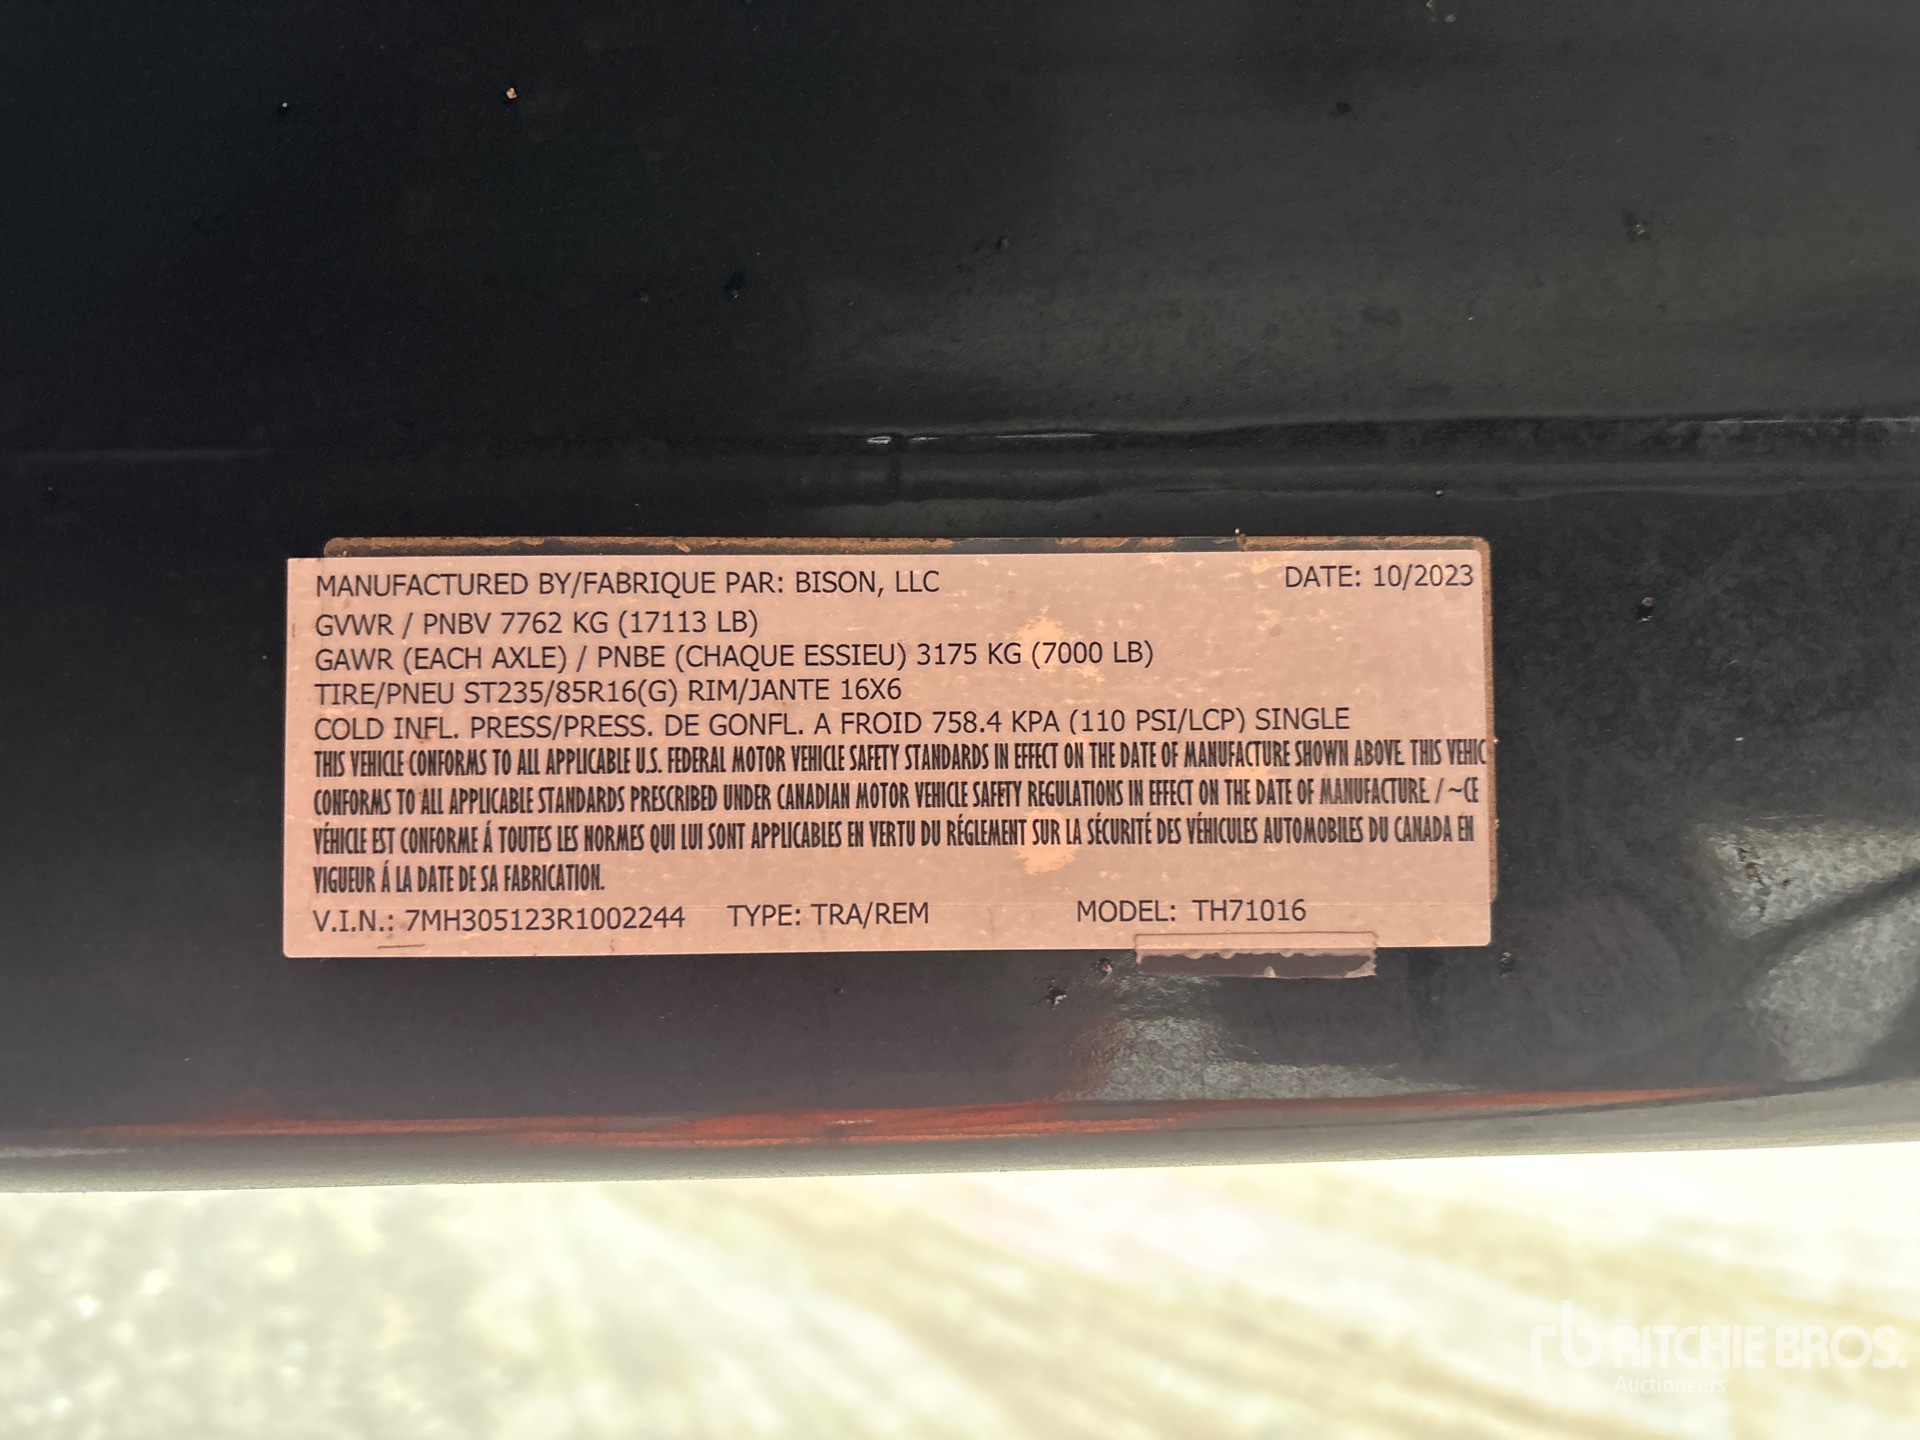 MANUFACTURED BY/FABRIQUE PAR: BISON, LLC DATE: 10/2023
GVWR / PNBV 7762 KG (17113 LB)
GAWR (EACH AXLE) / PNBE (CHAQUE ESSIEU) 3175 KG (7000 LB)
TIRE/PNEU ST235/85R16(G) RIM/JANTE 16X6
COLD INFL. PRESS/PRESS. DE GONFL. A FROID 758.4 KPA (110 PSI/LCP) SINGLE
THIS VEHICLE CONFORMS TO ALL APPLICABLE U.S. FEDERAL MOTOR VEHICLE SAFETY STANDARDS IN EFFECT ON THE DATE OF MANUFACTURE SHOWN ABOVE. THIS VEHIC
CONFORMS TO ALL APPLICABLE STANDARDS PRESCRIBED UNDER CANADIAN MOTOR VEHICLE SAFETY REGULATIONS IN EFFECT ON THE DATE OF MANUFACTURE. / ~CE
VÉHICLE EST CONFORME Á TOUTES LES NORMES QUI LUI SONT APPLICABLES EN VERTU DU RÉGLEMENT SUR LA SÉCURITÉ DES VÉHICULES AUTOMOBILES DU CANADA EN
VIGUEUR Á LA DATE DE SA FABRICATION.
V.I.N.: 7MH305123R1002244 TYPE: TRA/REM MODEL: TH71016
rb RITCHIE BROS.
Auctioneers